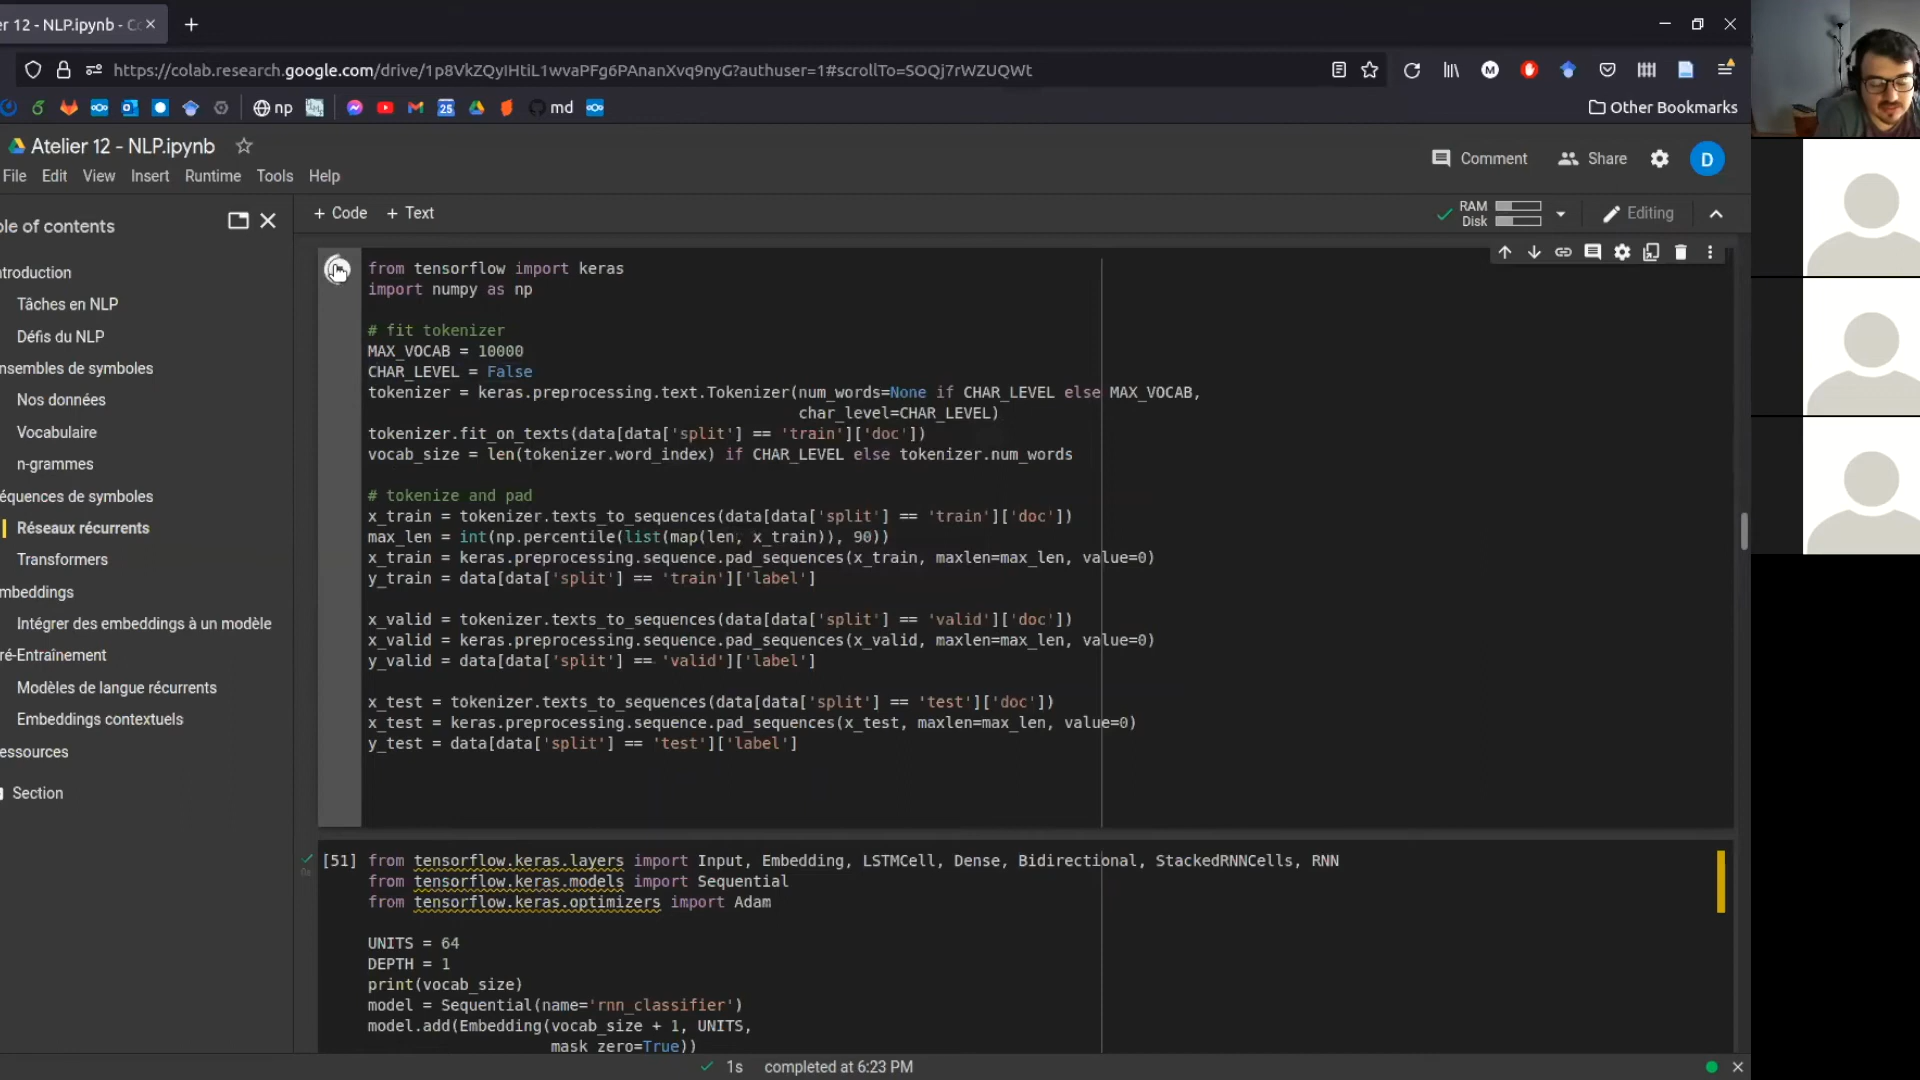 er 12 - NLP.ipynb - Co
https://colab.research.google.com/drive/1p8VkZQyIHtiL1wvaPFg6PAnanXvq9nyG?authuser=1#scrollTo=SOQj7rWZUQWt
np
25
md
Other Bookmarks
Atelier 12 - NLP.ipynb
Comment
Share
D
File Edit View Insert Runtime Tools Help
ble of contents
+ Code + Text
RAM
Disk
Editing
ntroduction
Tâches en NLP
Défis du NLP
nsembles de symboles
Nos données
Vocabulaire
n-grammes
équences de symboles
Réseaux récurrents
Transformers
mbeddings
Intégrer des embeddings à un modèle
ré-Entraînement
Modèles de langue récurrents
Embeddings contextuels
essources
Section
from tensorflow import keras
import numpy as np
# fit tokenizer
MAX_VOCAB = 10000
CHAR_LEVEL = False
tokenizer = keras.preprocessing.text.Tokenizer(num_words=None if CHAR_LEVEL else MAX_VOCAB,
char_level=CHAR_LEVEL)
tokenizer.fit_on_texts(data[data['split'] == 'train']['doc'])
vocab_size = len(tokenizer.word_index) if CHAR_LEVEL else tokenizer.num_words
# tokenize and pad
x_train = tokenizer.texts_to_sequences(data[data['split'] == 'train']['doc'])
max_len = int(np.percentile(list(map(len, x_train)), 90))
x_train = keras.preprocessing.sequence.pad_sequences(x_train, maxlen=max_len, value=0)
y_train = data[data['split'] == 'train']['label']
x_valid = tokenizer.texts_to_sequences(data[data['split'] == 'valid']['doc'])
x_valid = keras.preprocessing.sequence.pad_sequences(x_valid, maxlen=max_len, value=0)
y_valid = data[data['split'] == 'valid']['label']
x_test = tokenizer.texts_to_sequences(data[data['split'] == 'test']['doc'])
x_test = keras.preprocessing.sequence.pad_sequences(x_test, maxlen=max_len, value=0)
y_test = data[data['split'] == 'test']['label']
[51] from tensorflow.keras.layers import Input, Embedding, LSTMCell, Dense, Bidirectional, StackedRNNCells, RNN
from tensorflow.keras.models import Sequential
from tensorflow.keras.optimizers import Adam
UNITS = 64
DEPTH = 1
print(vocab_size)
model = Sequential(name='rnn_classifier')
model.add(Embedding(vocab_size + 1, UNITS,
mask_zero=True))
1s completed at 6:23 PM